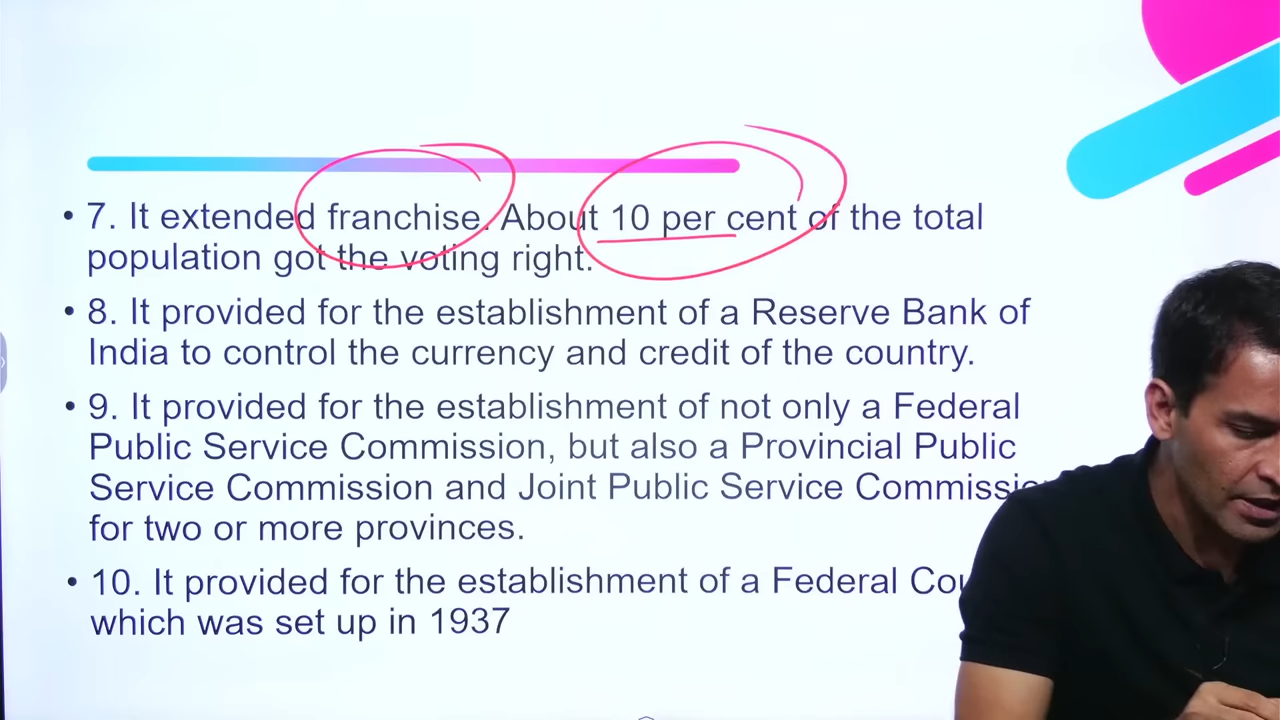 • 7. It extended franchise. About 10 per cent of the total
population got the voting right.
• 8. It provided for the establishment of a Reserve Bank of
India to control the currency and credit of the country.
• 9. It provided for the establishment of not only a Federal
Public Service Commission, but also a Provincial Public
Service Commission and Joint Public Service Commissio
for two or more provinces.
• 10. It provided for the establishment of a Federal Cou
which was set up in 1937